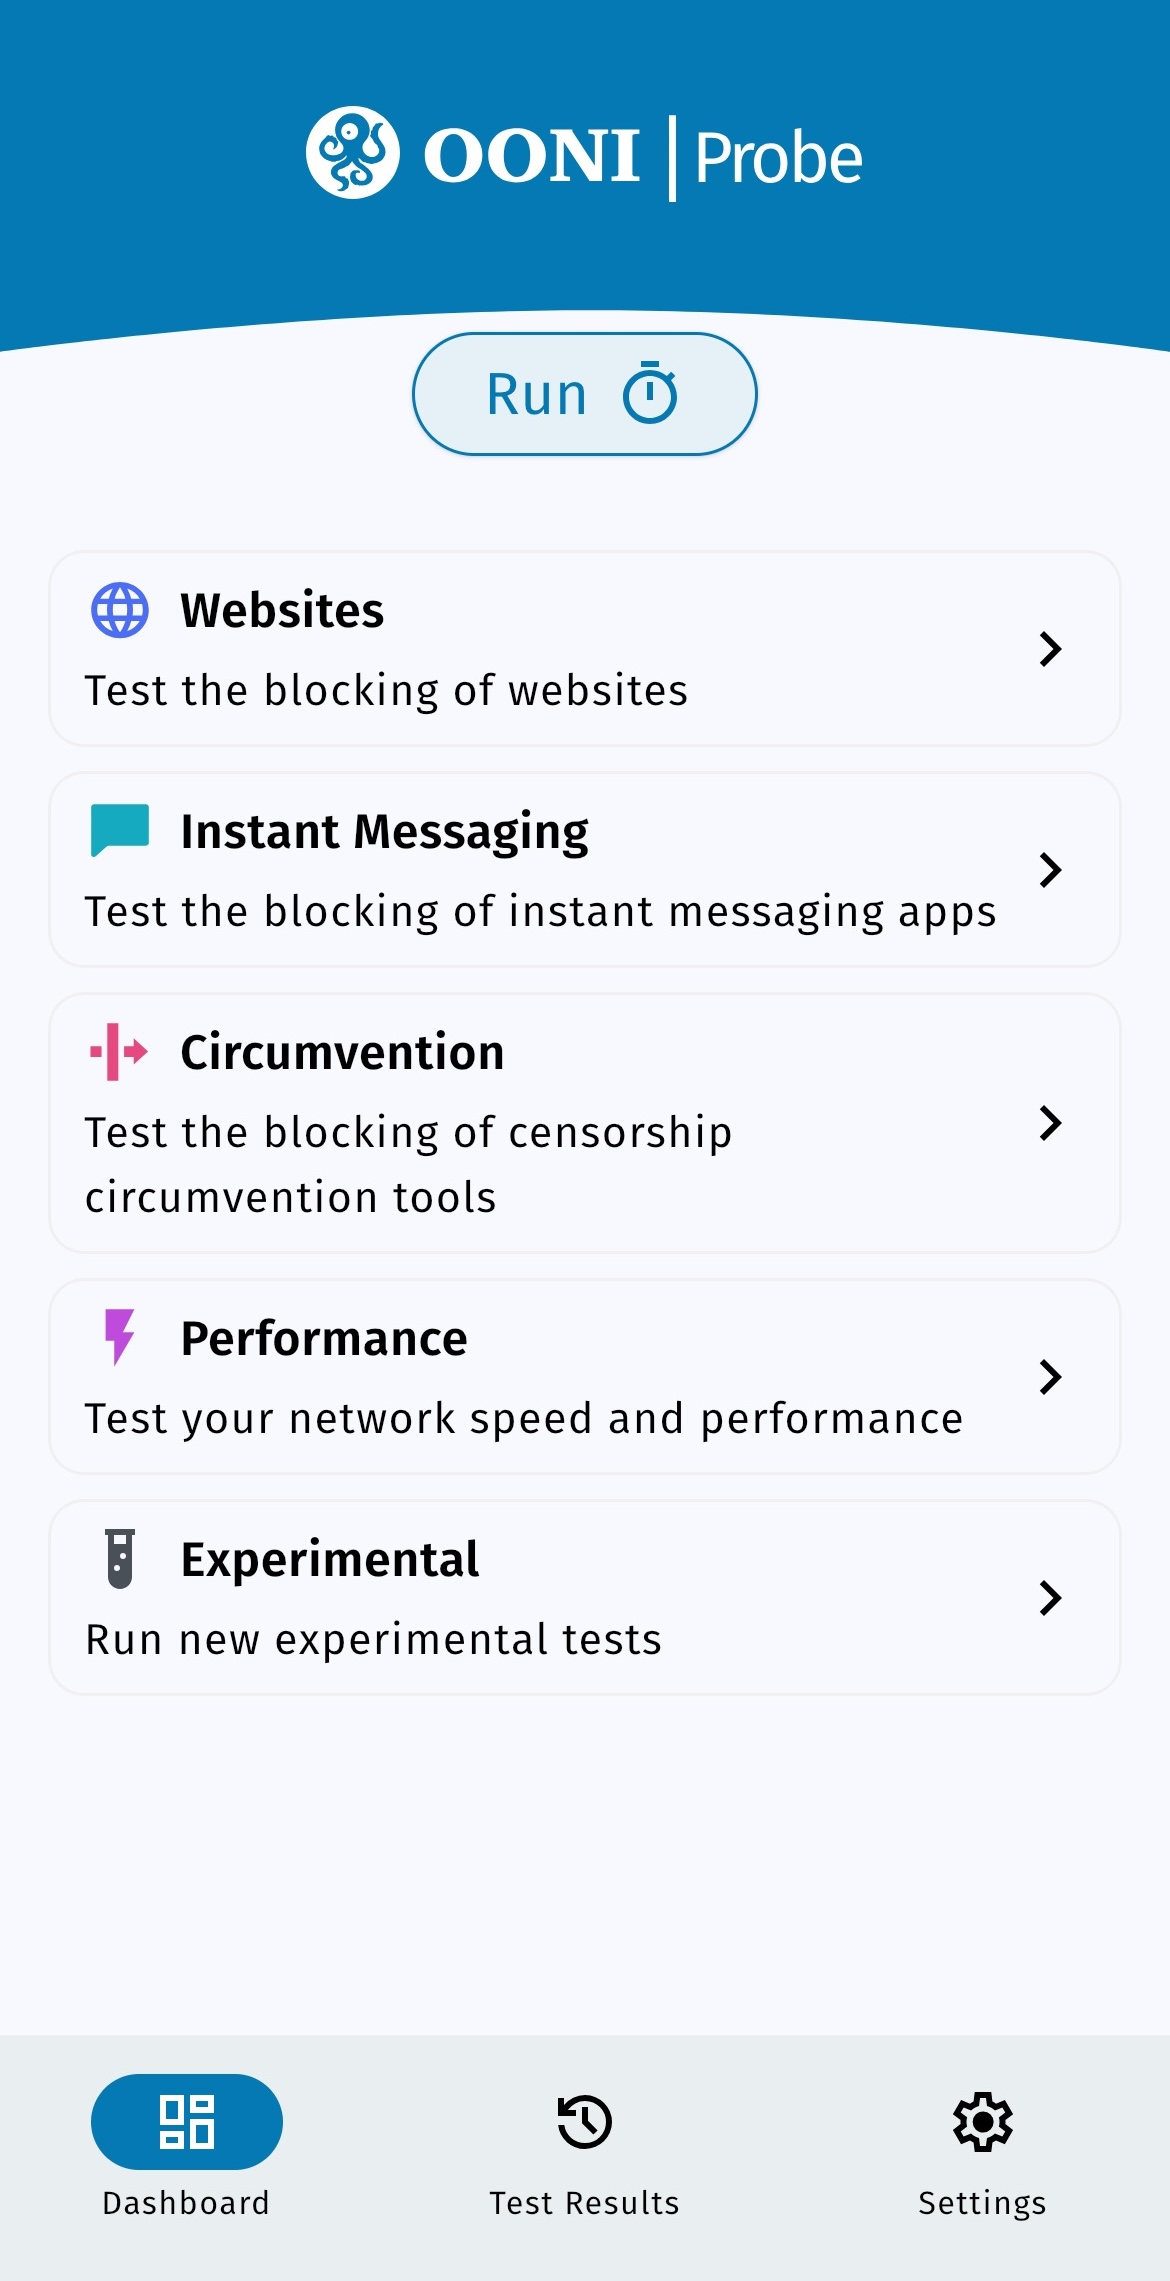 OONI | Probe
Run
Websites
Test the blocking of websites
Instant Messaging
Test the blocking of instant messaging apps
Circumvention
Test the blocking of censorship
circumvention tools
Performance
Test your network speed and performance
Experimental
Run new experimental tests
Dashboard
Test Results
Settings